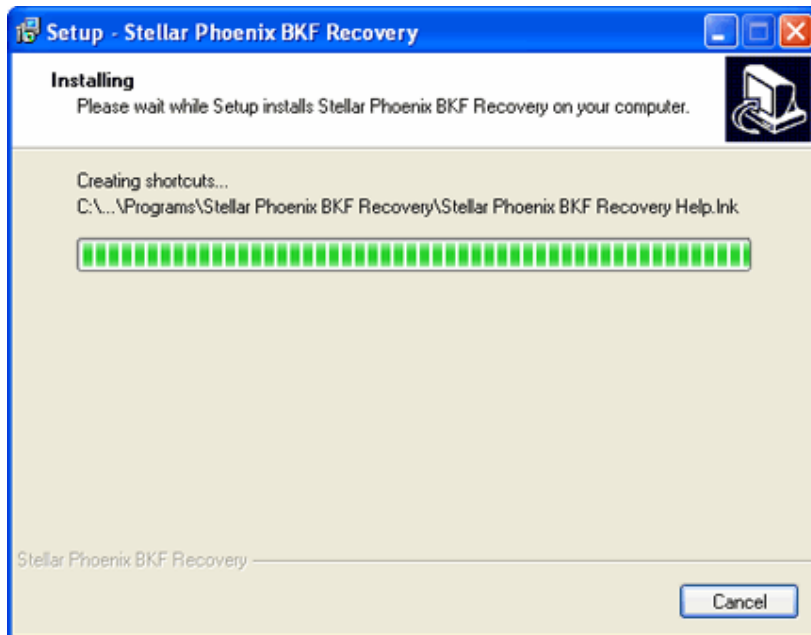 Setup - Stellar Phoenix BKF Recovery
Installing
Please wait while Setup installs Stellar Phoenix BKF Recovery on your computer.
Creating shortcuts...
C:\...\Programs\Stellar Phoenix BKF Recovery\Stellar Phoenix BKF Recovery Help.lnk
Stellar Phoenix BKF Recovery
Cancel